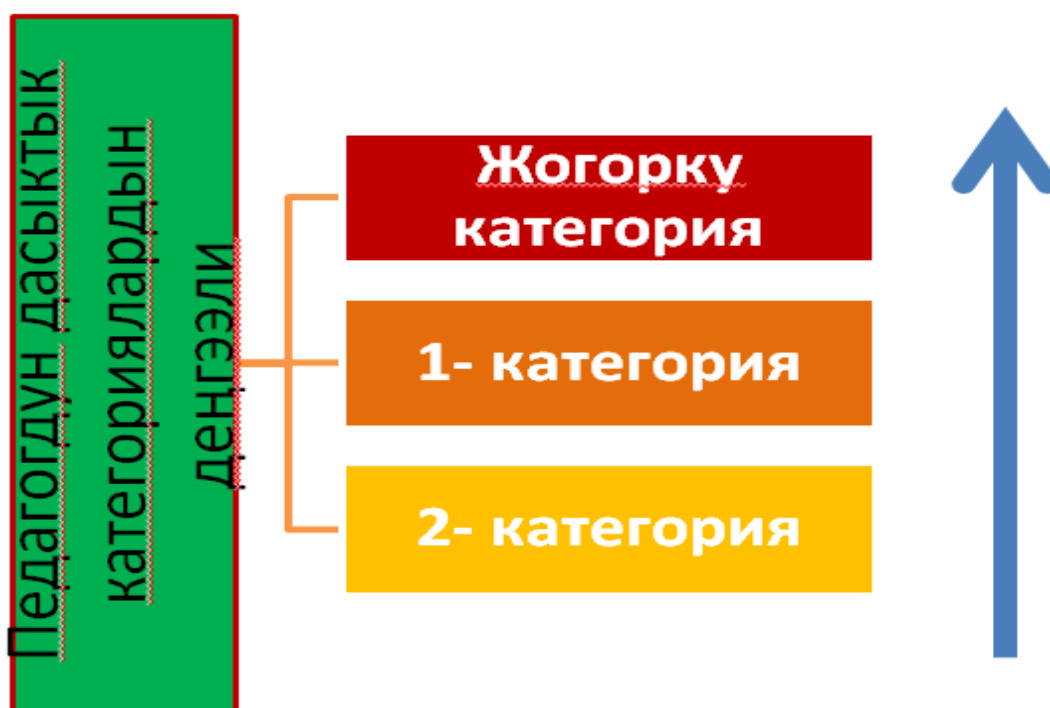 Педагогдун дасыктык
категориялардын
деңгээли
Жогорку
категория
1- категория
2- категория